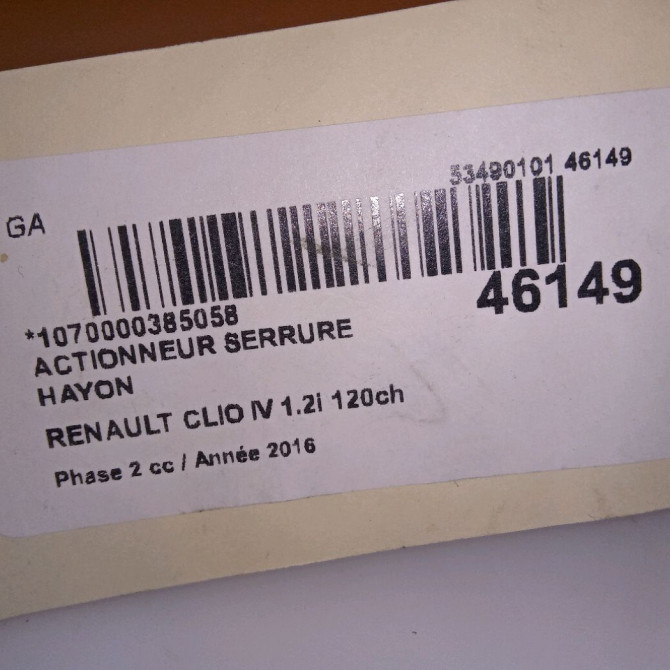 53490101 46149
GA
46149
*1070000385058
ACTIONNEUR SERRURE
HAYON
RENAULT CLIO IV 1.2i 120ch
Phase 2 cc / Année 2016